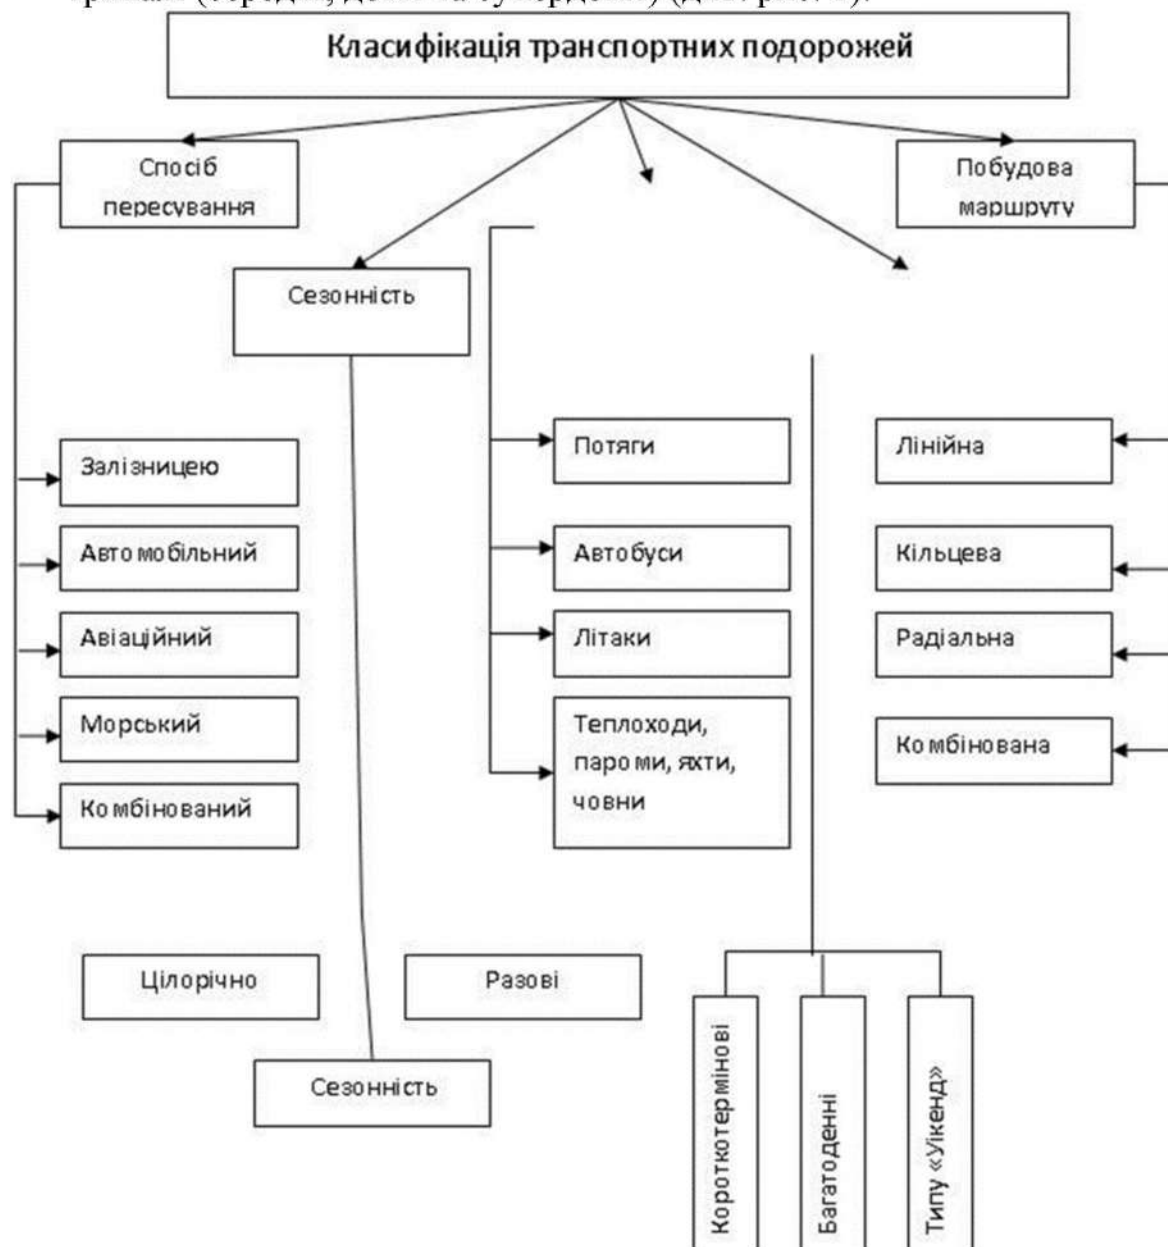 Класифікація транспортних подорожей
Спосіб
пересування
Побудова
маршруту
Сезонність
Залізницею
Автомобільний
Авіаційний
Морський
Комбінований
Потяги
Автобуси
Літаки
Теплоходи,
пароми, яхти,
човни
Лінійна
Кільцева
Радіальна
Комбінована
Цілорічно
Разові
Сезонність
Короткотермінові
Багатоденні
Типу «Уікенд»